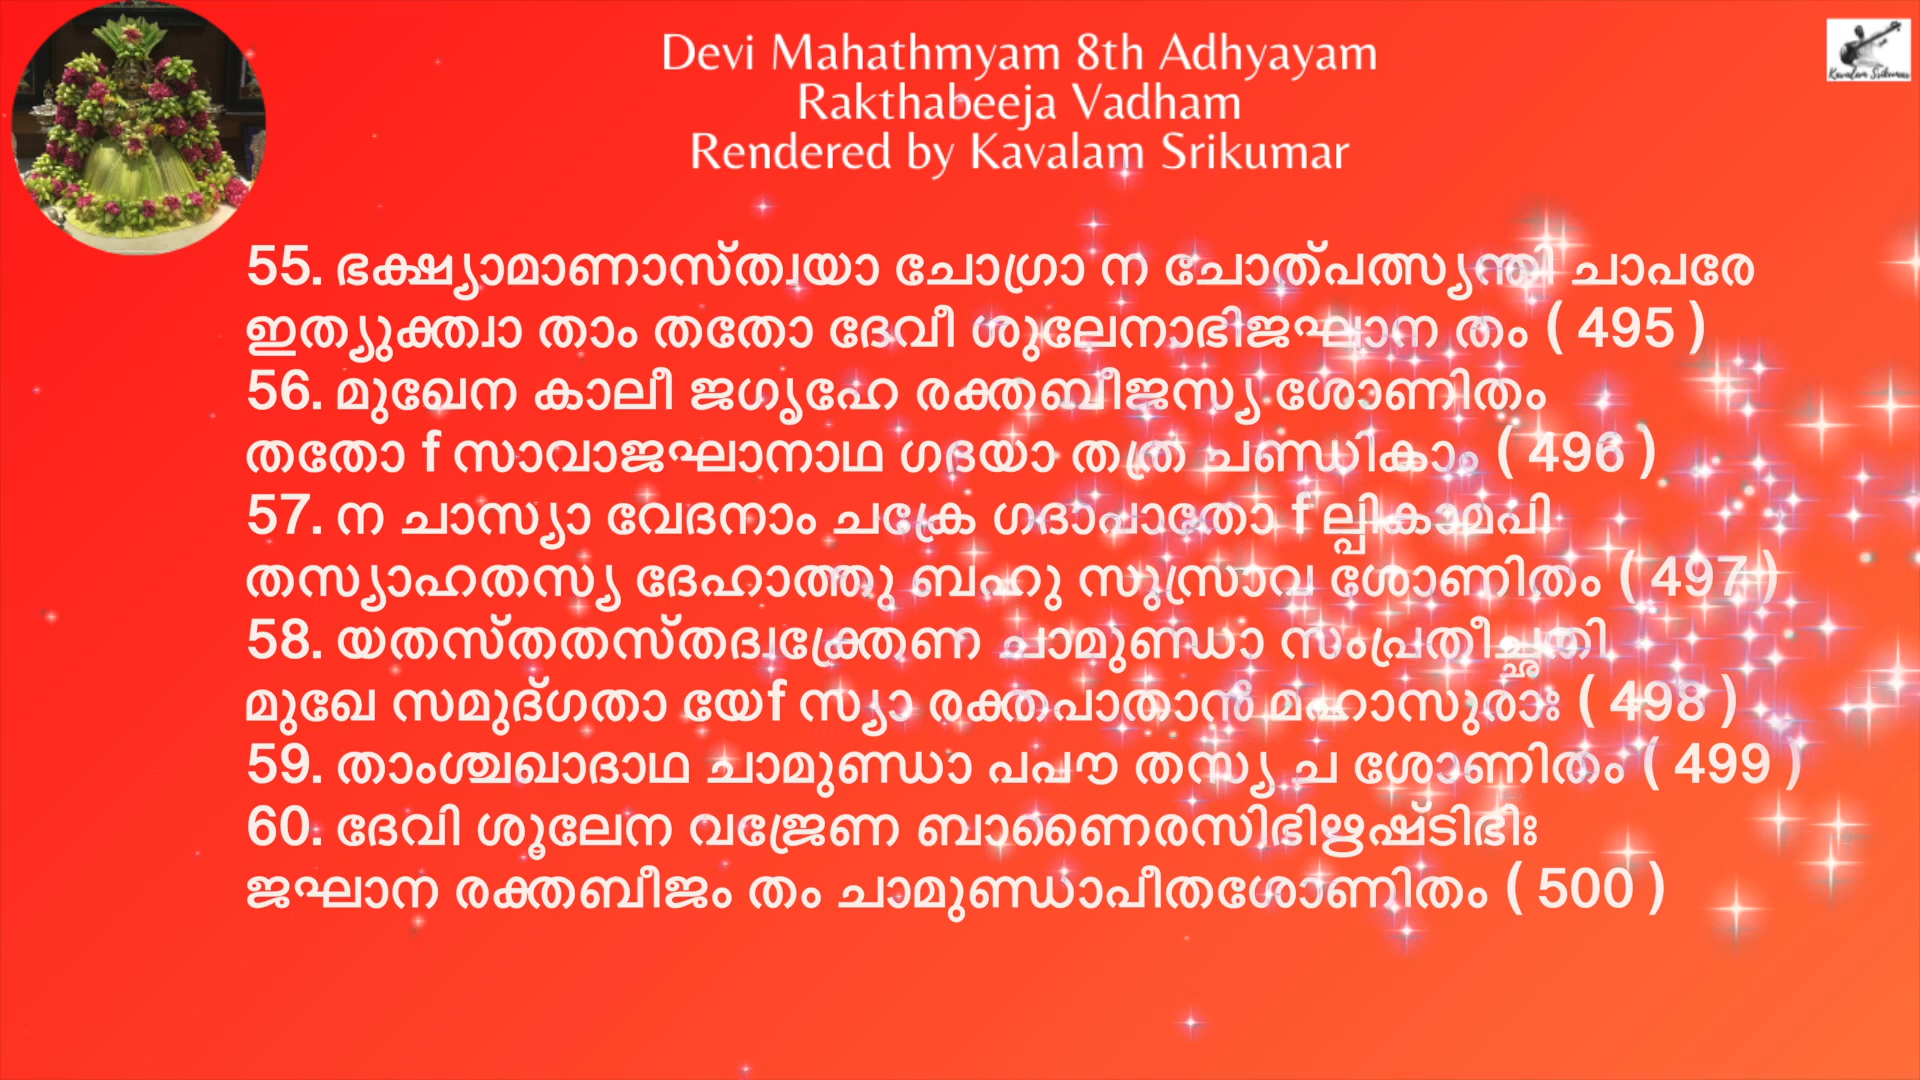 Devi Mahathmyam 8th Adhyayam
Rakthabeeja Vadham
Rendered by Kavalam Srikumar
Kavalam Srikumar
55. ഭക്ഷ്യാമാണാസ്ത്വയാ ചോഗ്രാ ന ചോത്പത്സ്യന്തി ചാപരേ
ഇത്യുക്ത്വാ താം തതോ ദേവീ ശുലേനാഭിജഘാന തം ( 495 )
56. മുഖേന കാലീ ജഗൃഹേ രക്തബീജസ്യ ശോണിതം
തതോ f സാവാജഘാനാഥ ഗദയാ തത്ര ചണ്ഡികാം ( 496 )
57. ന ചാസ്യാ വേദനാം ചക്രേ ഗദാപാതോ f ല്പികാമപി
തസ്യാഹതസ്യ ദേഹാത്തു ബഹു സുസ്രാവ ശോണിതം ( 497 )
58. യതസ്തതസ്തദ്വക്ത്രേണ ചാമുണ്ഡാ സംപ്രതീച്ഛതി
മുഖേ സമുദ്ഗതാ യേf സ്യാ രക്തപാതാൻ മഹാസുരാഃ ( 498 )
59. താംശ്ചഖാദാഥ ചാമുണ്ഡാ പപൗ തസ്യ ച ശോണിതം ( 499 )
60. ദേവി ശൂലേന വജ്രേണ ബാണൈരസിഭിഋഷ്ടിഭിഃ
ജഘാന രക്തബീജം തം ചാമുണ്ഡാപീതശോണിതം ( 500 )